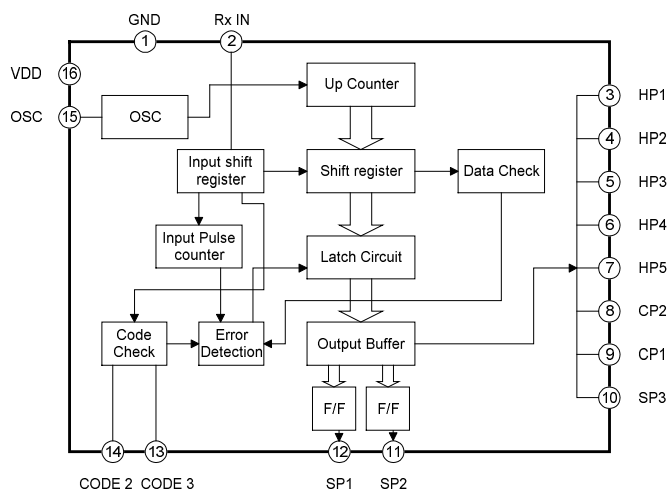 GND
Rx IN
1
2
VDD
16
OSC
15
OSC
Up Counter
3
HP1
4
HP2
Input shift
register
Shift register
Data Check
5
HP3
Input Pulse
counter
6
HP4
Latch Circuit
7
HP5
8
CP2
Code
Check
Error
Detection
Output Buffer
9
CP1
F/F
F/F
10
SP3
14
13
12
11
CODE 2
CODE 3
SP1
SP2